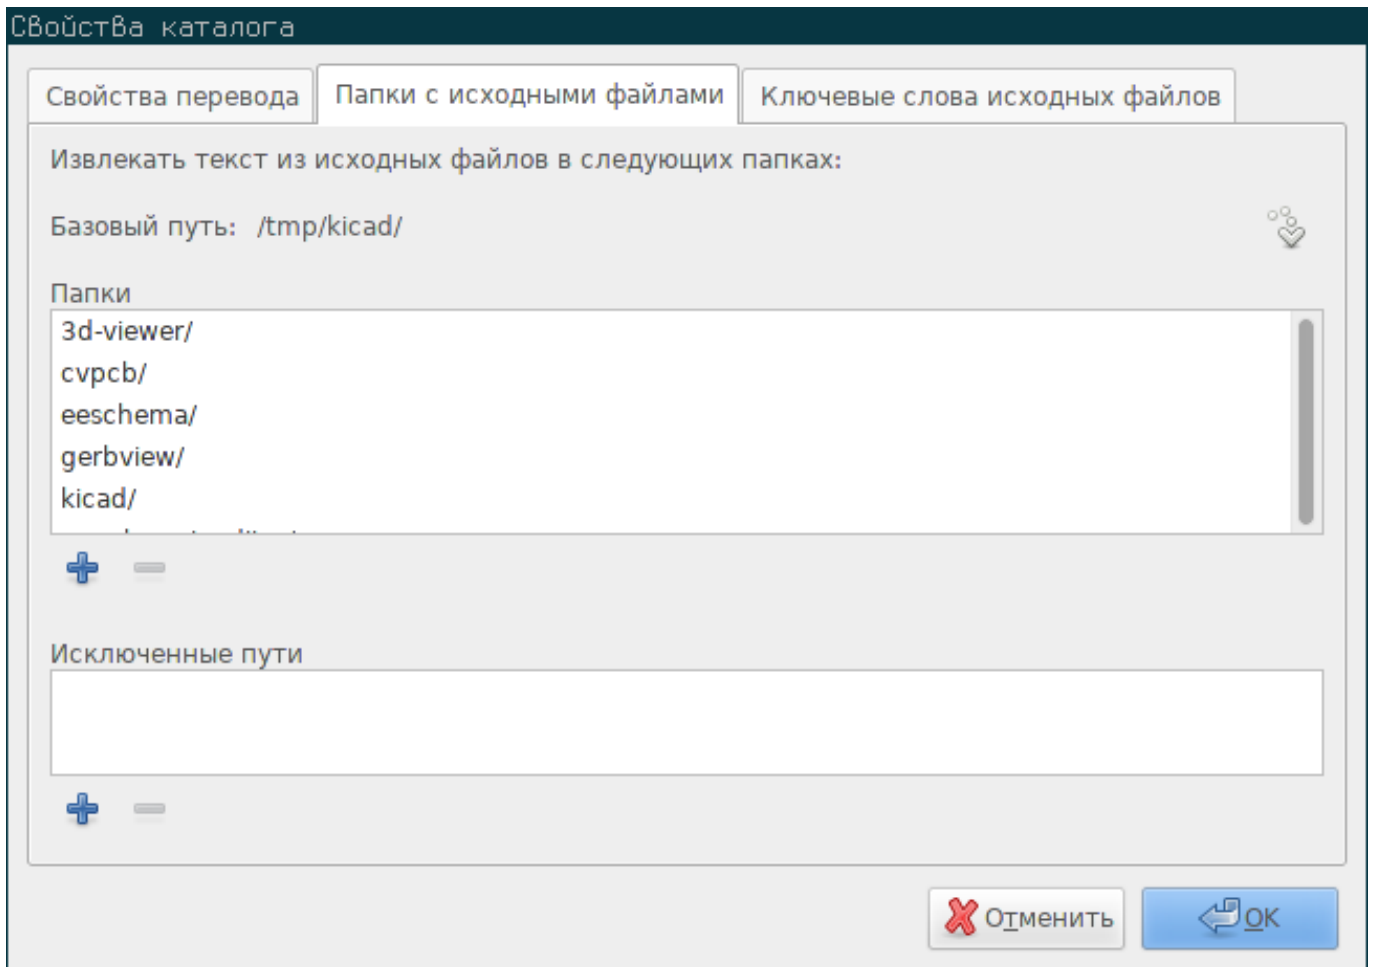 Свойства каталога
Свойства перевода
Папки с исходными файлами
Ключевые слова исходных файлов
Извлекать текст из исходных файлов в следующих папках:
Базовый путь: /tmp/kicad/
Папки
3d-viewer/
cvpcb/
eeschema/
gerbview/
kicad/
Исключенные пути
Отменить
OK